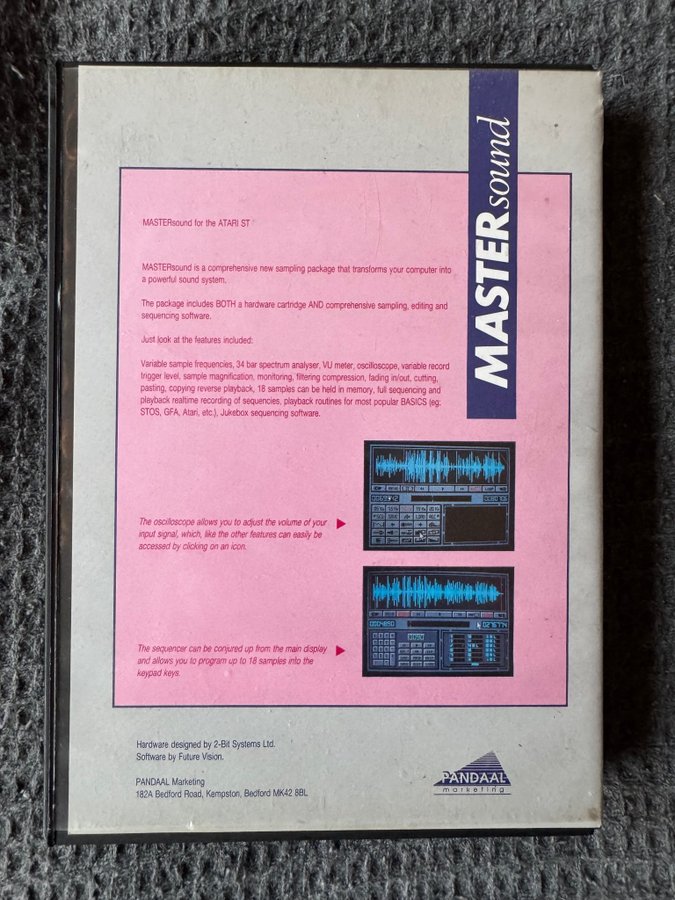 MASTERsound
MASTERsound for the ATARI ST
MASTERsound is a comprehensive new sampling package that transforms your computer into
a powerful sound system.
The package includes BOTH a hardware cartridge AND comprehensive sampling, editing and
sequencing software.
Just look at the features included:
Variable sample frequencies, 34 bar spectrum analyser, VU meter, oscilloscope, variable record
trigger level, sample magnification, monitoring, filtering compression, fading in/out, cutting,
pasting, copying reverse playback, 18 samples can be held in memory, full sequencing and
playback realtime recording of sequences, playback routines for most popular BASICS (eg:
STOS, GFA, Atari, etc.), Jukebox sequencing software.
The oscilloscope allows you to adjust the volume of your
input signal, which, like the other features can easily be
accessed by clicking on an icon.
The sequencer can be conjured up from the main display
and allows you to program up to 18 samples into the
keypad keys.
Hardware designed by 2-Bit Systems Ltd.
Software by Future Vision.
PANDAAL Marketing
182A Bedford Road, Kempston, Bedford MK42 8BL
PANDAAL
marketing